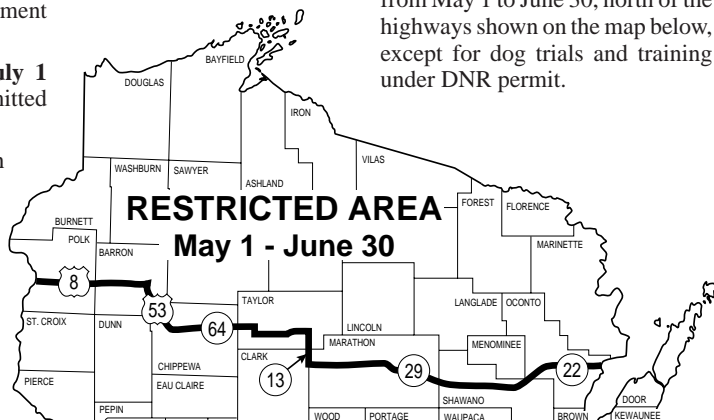 ment
uly 1
mitted
from May 1 to June 30, north of the
highways shown on the map below,
except for dog trials and training
under DNR permit.
BAYFIELD
DOUGLAS
IRON
VILAS
WASHBURN
SAWYER
ASHLAND
RESTRICTED AREA
May 1 - June 30
FOREST
FLORENCE
BURNETT
POLK
BARRON
MARINETTE
8
53
64
TAYLOR
LANGLADE
OCONTO
ST. CROIX
DUNN
LINCOLN
MARATHON
MENOMINEE
CLARK
CHIPPEWA
13
29
22
PIERCE
EAU CLAIRE
SHAWANO
DOOR
PEPIN
WOOD
PORTAGE
WAUPACA
BROWN
KEWAUNEE